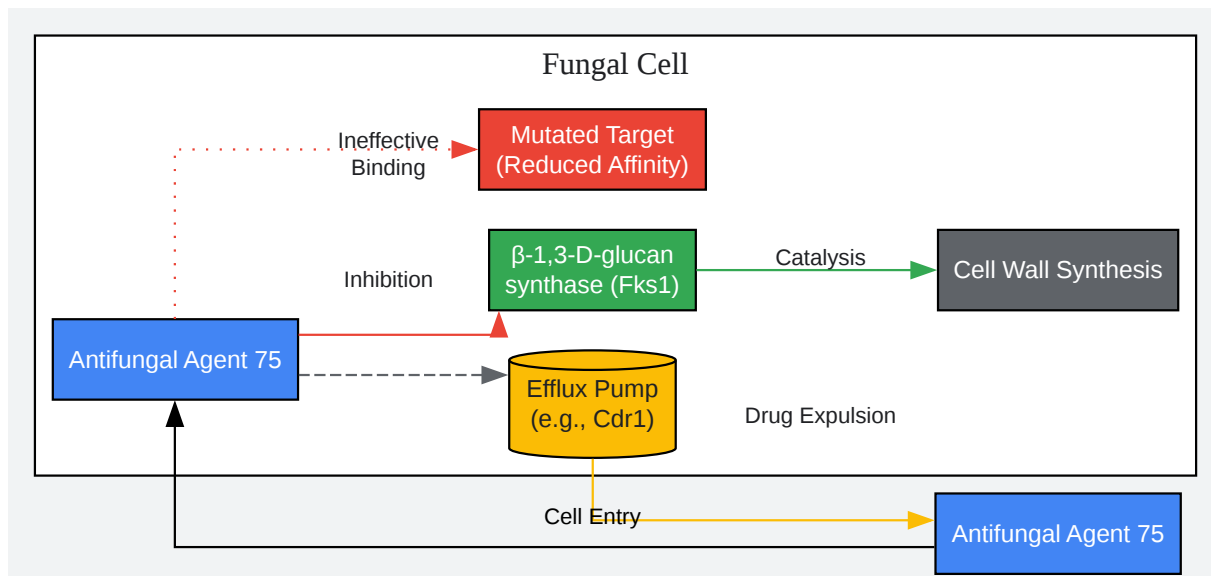 Fungal Cell
Ineffective
Binding
Mutated Target
(Reduced Affinity)
Inhibition
β-1,3-D-glucan
synthase (Fks1)
Catalysis
Cell Wall Synthesis
Antifungal Agent 75
Efflux Pump
(e.g., Cdr1)
Drug Expulsion
Cell Entry
Antifungal Agent 75